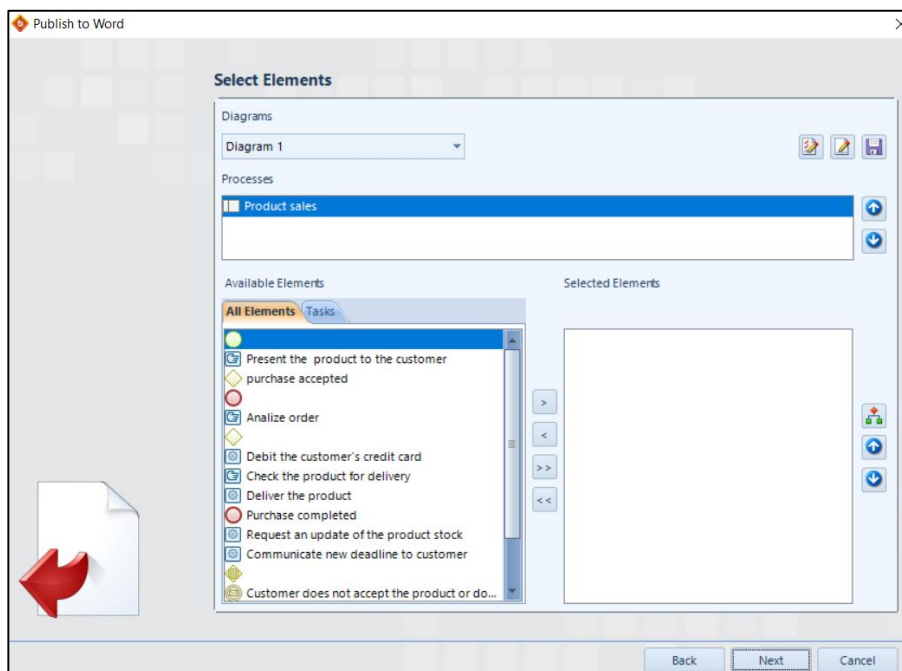 Publish to Word
Select Elements
Diagrams
Diagram 1
Processes
Product sales
Available Elements
Selected Elements
All Elements Tasks
Present the product to the customer
purchase accepted
Analize order
Debit the customer's credit card
Check the product for delivery
Deliver the product
Purchase completed
Request an update of the product stock
Communicate new deadline to customer
Customer does not accept the product or do...
>
<
>>
<<
Back Next Cancel